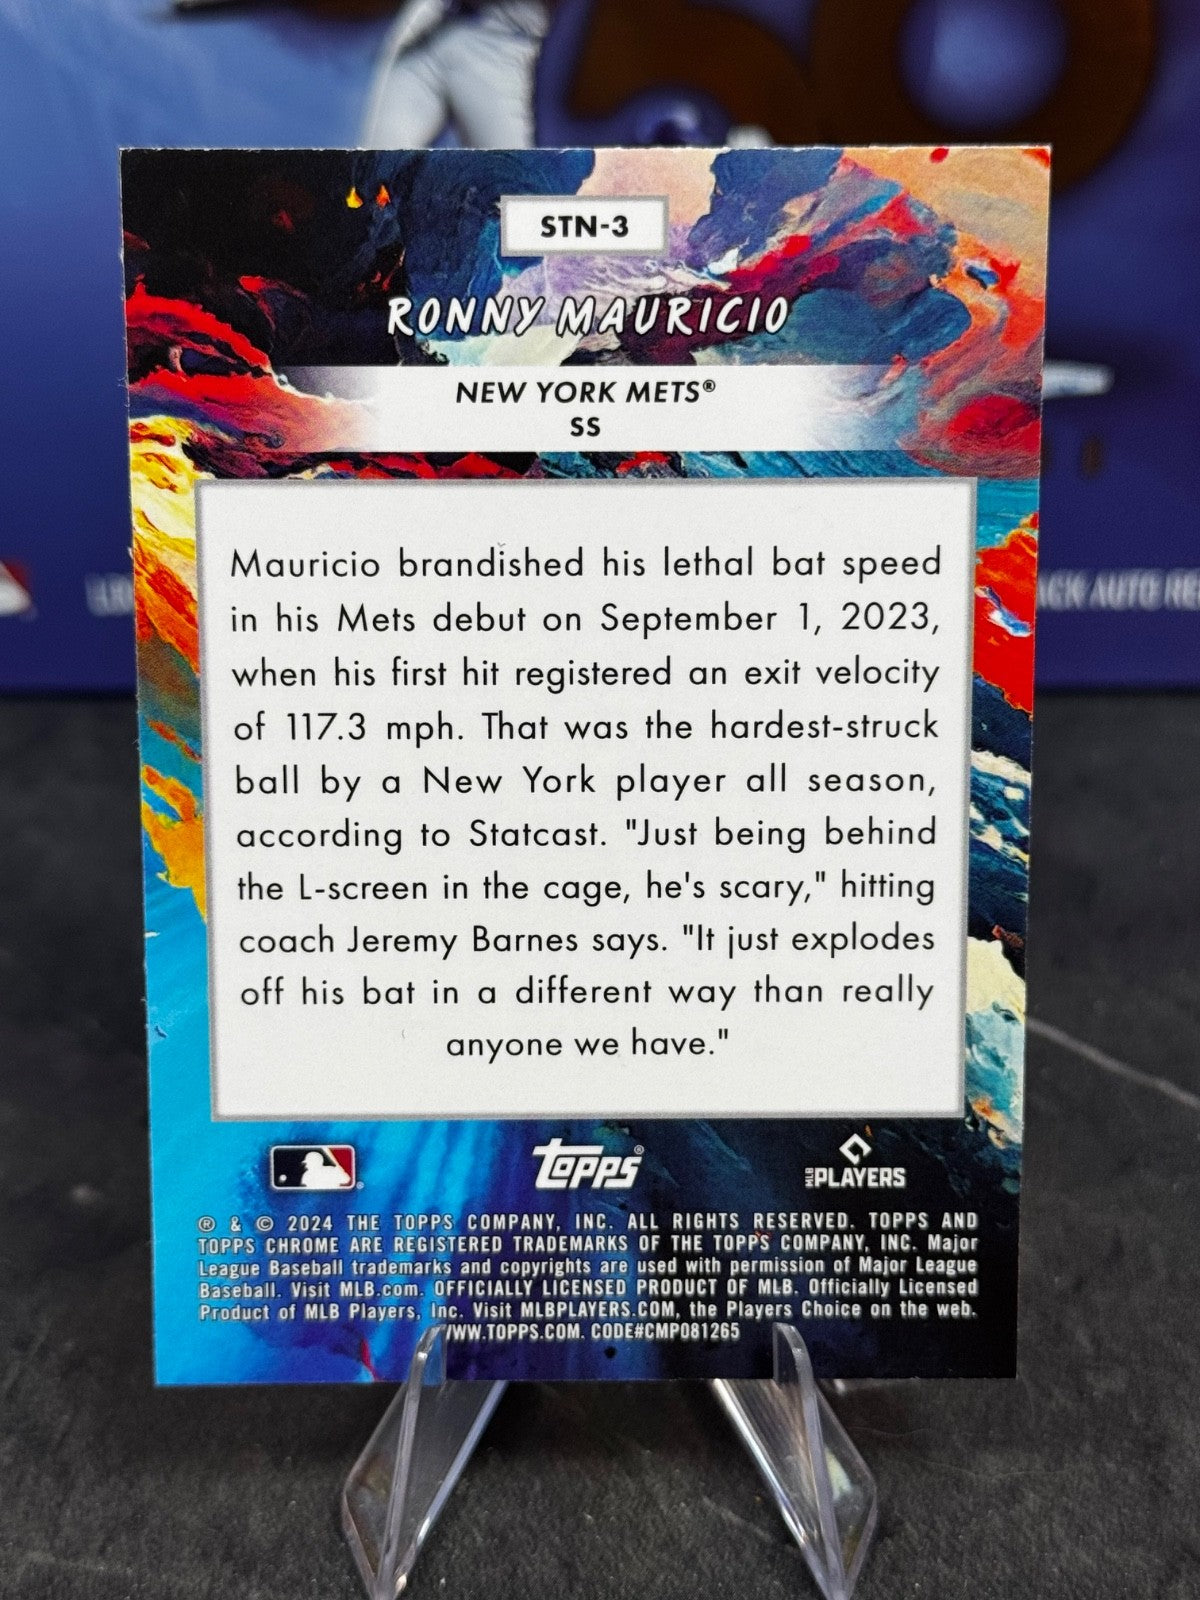 STN-3
RONNY MAURICIO
NEW YORK METS®
SS
Mauricio brandished his lethal bat speed
in his Mets debut on September 1, 2023,
when his first hit registered an exit velocity
of 117.3 mph. That was the hardest-struck
ball by a New York player all season,
according to Statcast. "Just being behind
the L-screen in the cage, he's scary," hitting
coach Jeremy Barnes says. "It just explodes
off his bat in a different way than really
anyone we have."
topps®
MLB PLAYERS
® & © 2024 THE TOPPS COMPANY, INC. ALL RIGHTS RESERVED. TOPPS AND
TOPPS CHROME ARE REGISTERED TRADEMARKS OF THE TOPPS COMPANY, INC. Major
League Baseball trademarks and copyrights are used with permission of Major League
Baseball. Visit MLB.com. OFFICIALLY LICENSED PRODUCT OF MLB. Officially Licensed
Product of MLB Players, Inc. Visit MLBPLAYERS.COM, the Players Choice on the web.
WWW.TOPPS.COM. CODE#CMP081265
AUTO